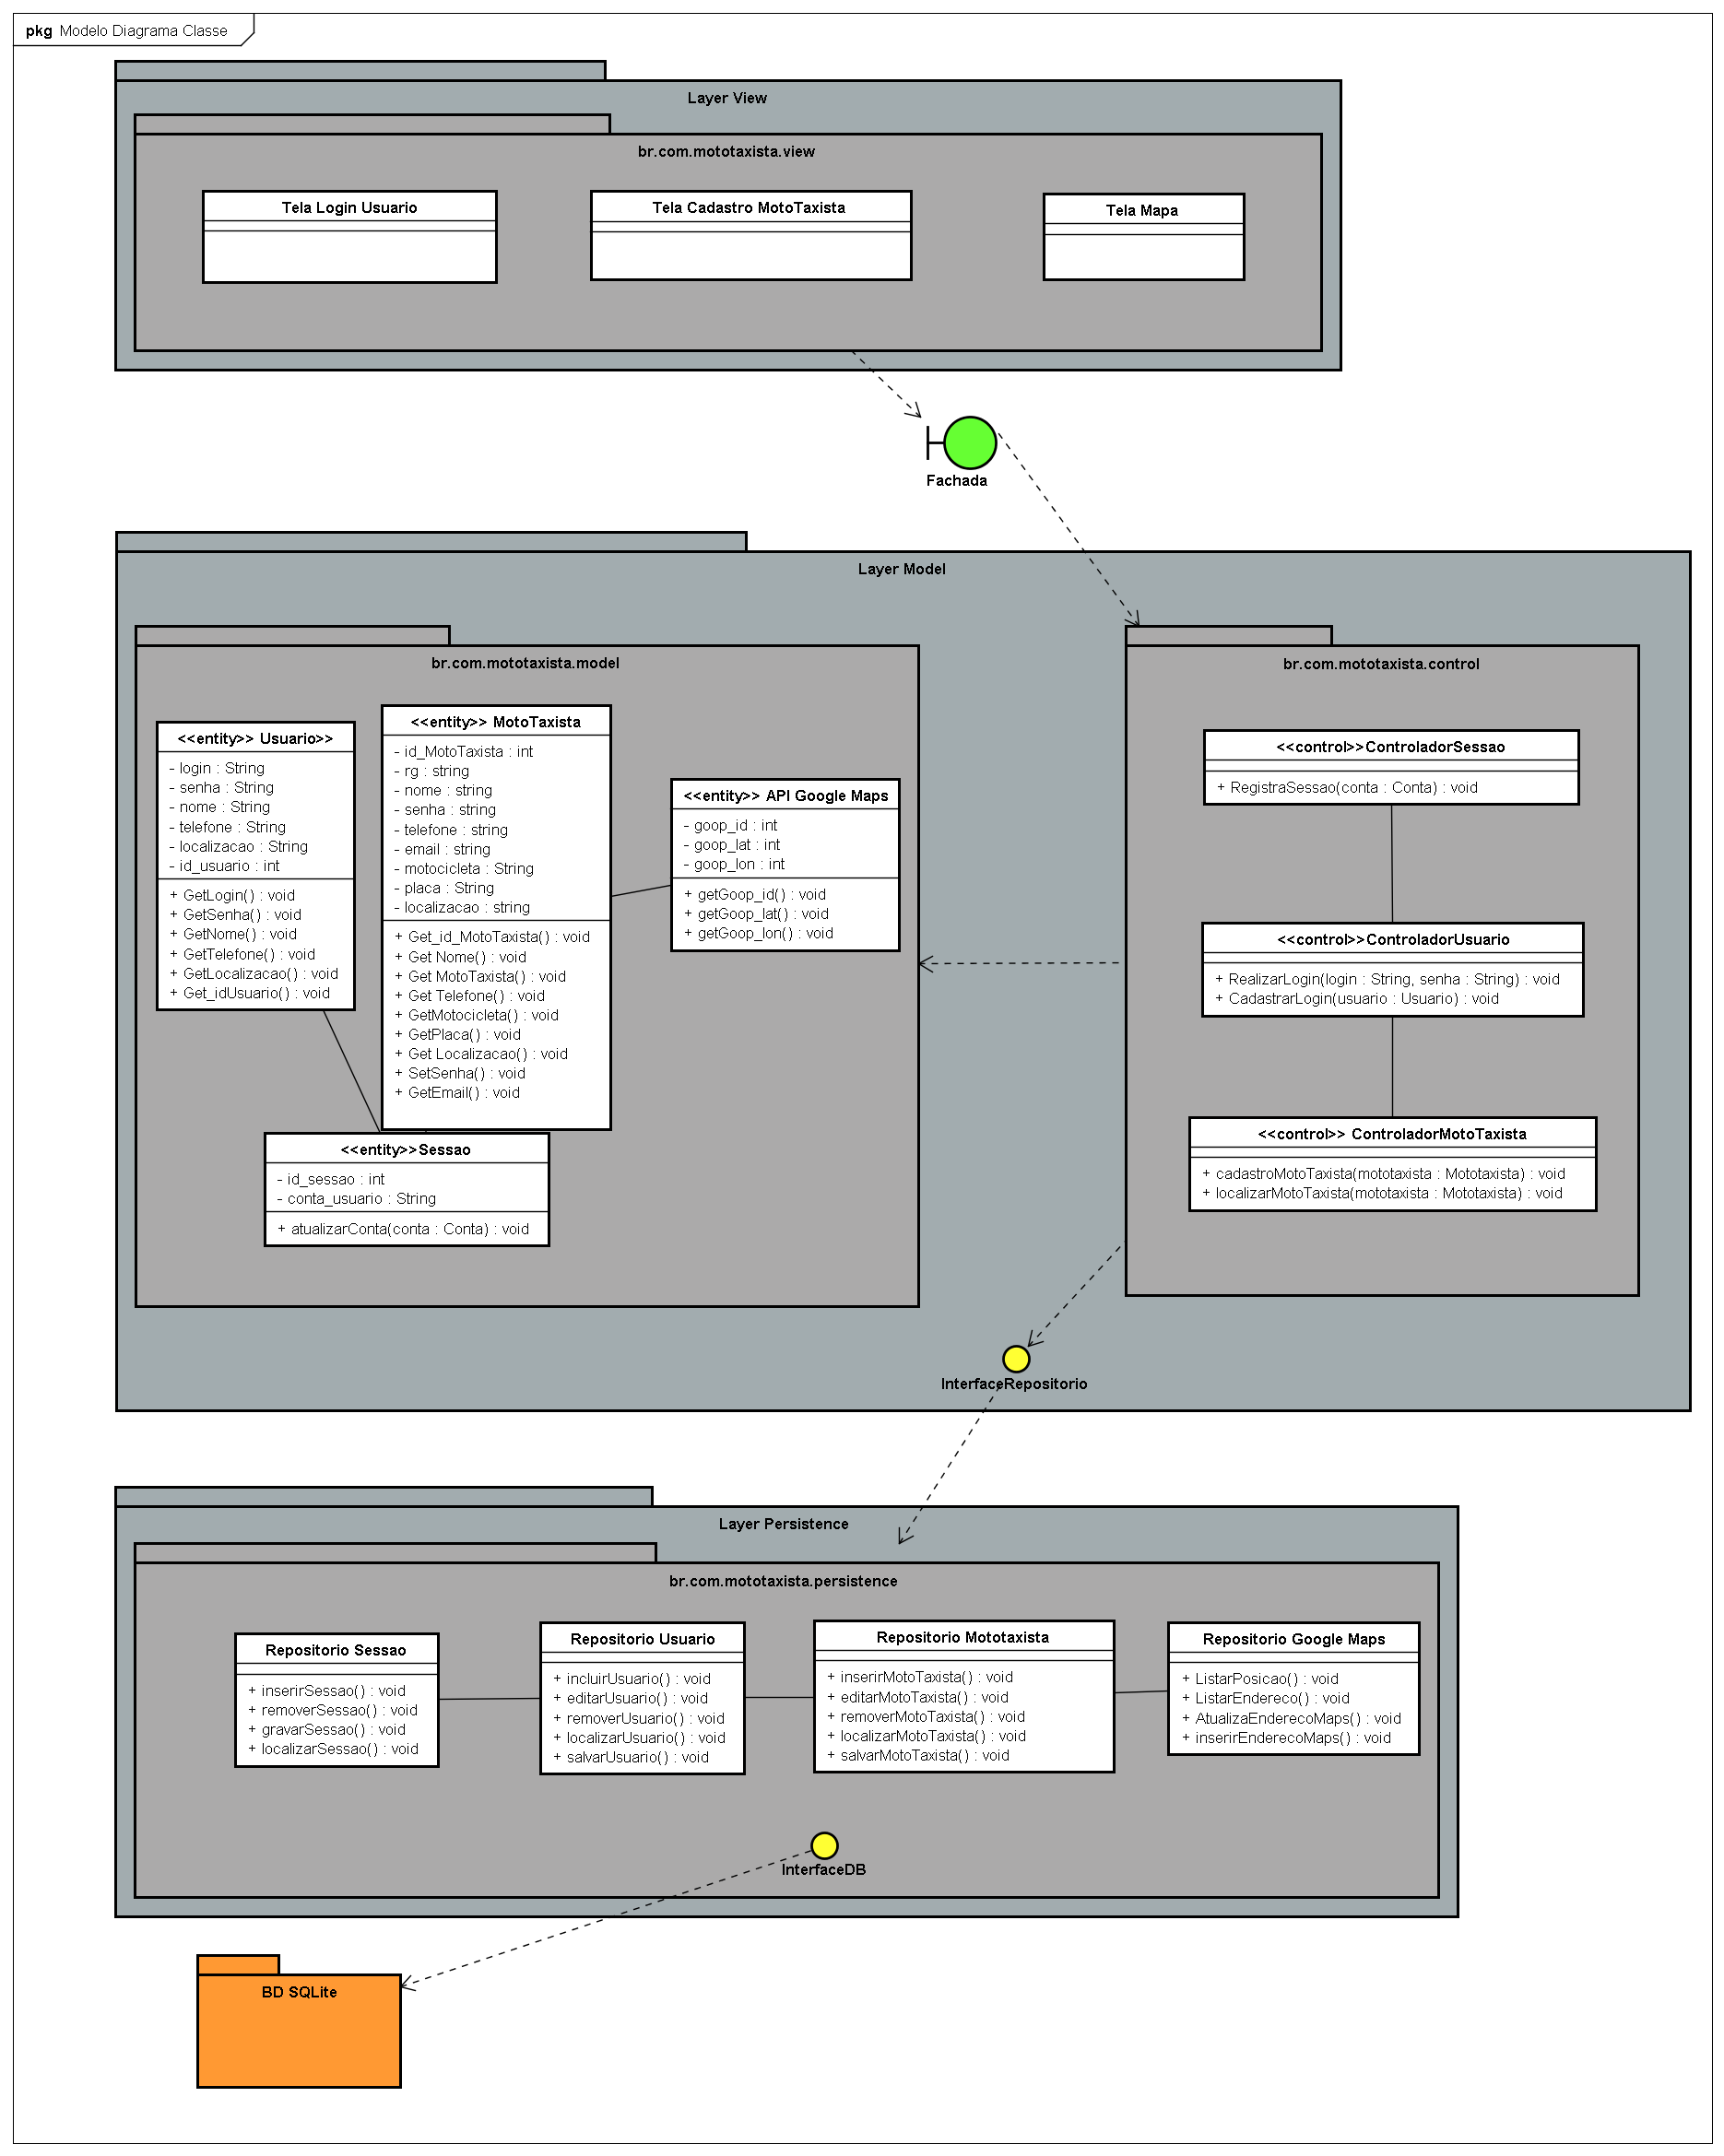 pkg Modelo Diagrama Classe
Layer View
br.com.mototaxista.view
Tela Login Usuario
Tela Cadastro MotoTaxista
Tela Mapa
Fachada
Layer Model
br.com.mototaxista.model
<<entity>> Usuario>>
- login : String
- senha : String
- nome : String
- telefone : String
- localizacao : String
- id_usuario : int
+ GetLogin() : void
+ GetSenha() : void
+ GetNome() : void
+ GetTelefone() : void
+ GetLocalizacao() : void
+ Get_idUsuario() : void
<<entity>> MotoTaxista
- id_MotoTaxista : int
- rg : string
- nome : string
- senha : string
- telefone : string
- email : string
- motocicleta : String
- placa : String
- localizacao : string
+ Get_id_MotoTaxista() : void
+ Get Nome() : void
+ Get MotoTaxista() : void
+ Get Telefone() : void
+ GetMotocicleta() : void
+ GetPlaca() : void
+ Get Localizacao() : void
+ SetSenha() : void
+ GetEmail() : void
<<entity>> API Google Maps
- goop_id : int
- goop_lat : int
- goop_lon : int
+ getGoop_id() : void
+ getGoop_lat() : void
+ getGoop_lon() : void
<<entity>>Sessao
- id_sessao : int
- conta_usuario : String
+ atualizarConta(conta : Conta) : void
br.com.mototaxista.control
<<control>>ControladorSessao
+ RegistraSessao(conta : Conta) : void
<<control>>ControladorUsuario
+ RealizarLogin(login : String, senha : String) : void
+ CadastrarLogin(usuario : Usuario) : void
<<control>> ControladorMotoTaxista
+ cadastroMotoTaxista(mototaxista : Mototaxista) : void
+ localizarMotoTaxista(mototaxista : Mototaxista) : void
InterfaceRepositorio
Layer Persistence
br.com.mototaxista.persistence
Repositorio Sessao
+ inserirSessao() : void
+ removerSessao() : void
+ gravarSessao() : void
+ localizarSessao() : void
Repositorio Usuario
+ incluirUsuario() : void
+ editarUsuario() : void
+ removerUsuario() : void
+ localizarUsuario() : void
+ salvarUsuario() : void
Repositorio Mototaxista
+ inserirMotoTaxista() : void
+ editarMotoTaxista() : void
+ removerMotoTaxista() : void
+ localizarMotoTaxista() : void
+ salvarMotoTaxista() : void
Repositorio Google Maps
+ ListarPosicao() : void
+ ListarEndereco() : void
+ AtualizaEnderecoMaps() : void
+ inserirEnderecoMaps() : void
InterfaceDB
BD SQLite